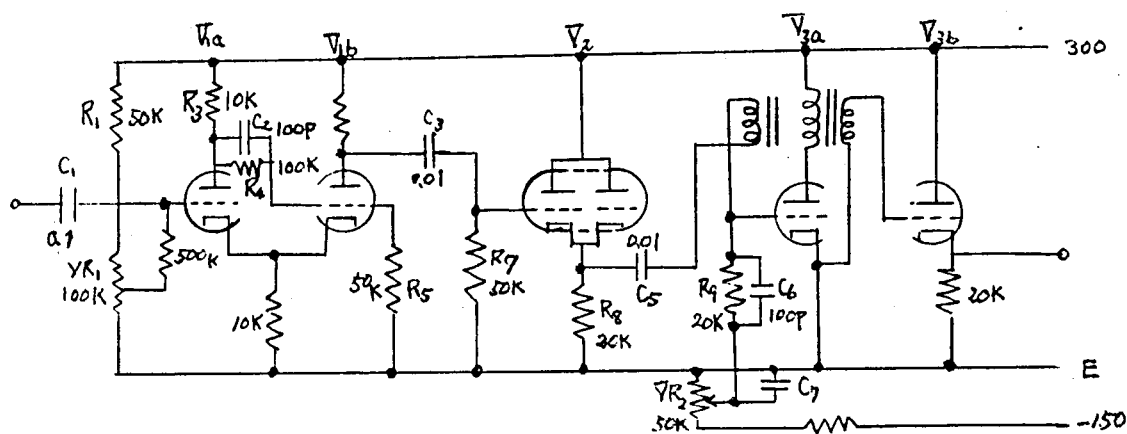 V1a
V1b
V2
V3a
V3b
300
R1
50K
R3
10K
C2
100P
100K
R4
C3
0.01
C1
0.1
VR1
100K
500K
10K
50K
R5
R7
50K
0.01
C5
R8
20K
R9
20K
C6
100P
20K
E
VR2
50K
C7
-150